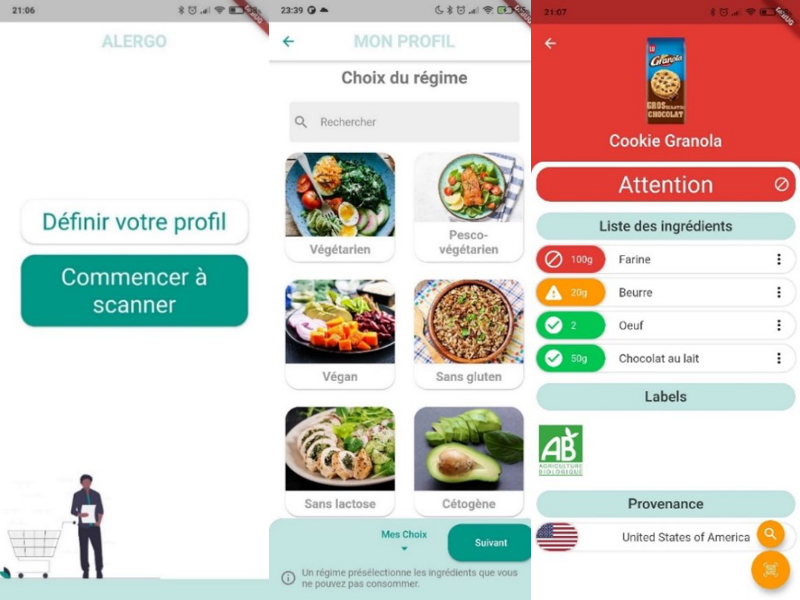 21:06
ALERGO
Définir votre profil
Commencer à
scanner
23:39
MON PROFIL
Choix du régime
Rechercher
Végétarien
Pesco-
végétarien
Végan
Sans gluten
Sans lactose
Cétogène
Mes Choix
Suivant
Un régime présélectionne les ingrédients que vous
ne pouvez pas consommer.
21:07
LU
Granola
GROS ÉCLATS DE
CHOCOLAT
Cookie Granola
Attention
Liste des ingrédients
100g Farine
20g Beurre
2 Oeuf
50g Chocolat au lait
Labels
AB
AGRICULTURE
BIOLOGIQUE
Provenance
United States of America